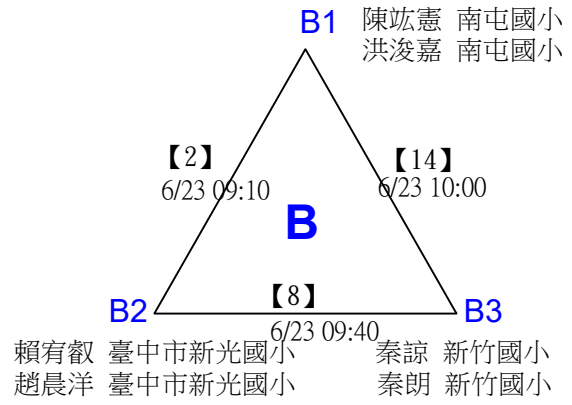 B1
陳竑憲 南屯國小
洪浚嘉 南屯國小
【2】
6/23 09:10
【14】
6/23 10:00
B
B2
【8】
6/23 09:40
B3
賴宥叡 臺中市新光國小
趙晨洋 臺中市新光國小
秦諒 新竹國小
秦朗 新竹國小